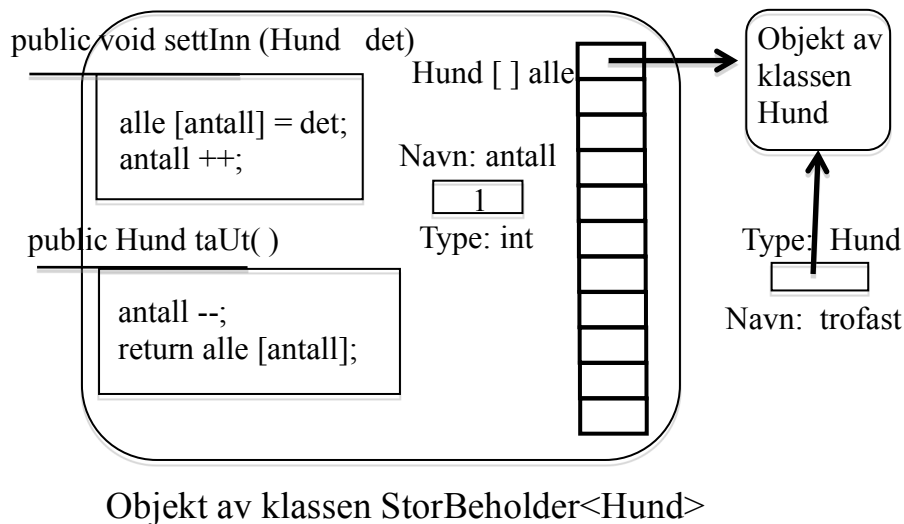 public void settInn (Hund det)
alle [antall] = det;
antall ++;
public Hund taUt( )
antall --;
return alle [antall];
Hund [ ] alle
Navn: antall
1
Type: int
Objekt av
klassen
Hund
Type: Hund
Navn: trofast
Objekt av klassen StorBeholder<Hund>